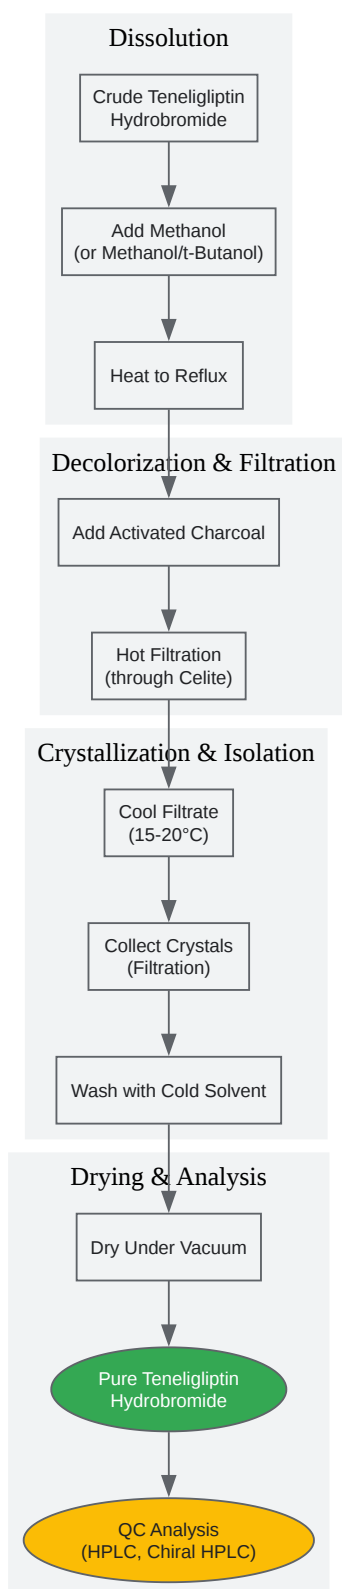 Dissolution
Crude Teneligliptin
Hydrobromide
Add Methanol
(or Methanol/t-Butanol)
Heat to Reflux
Decolorization & Filtration
Add Activated Charcoal
Hot Filtration
(through Celite)
Crystallization & Isolation
Cool Filtrate
(15-20°C)
Collect Crystals
(Filtration)
Wash with Cold Solvent
Drying & Analysis
Dry Under Vacuum
Pure Teneligliptin
Hydrobromide
QC Analysis
(HPLC, Chiral HPLC)